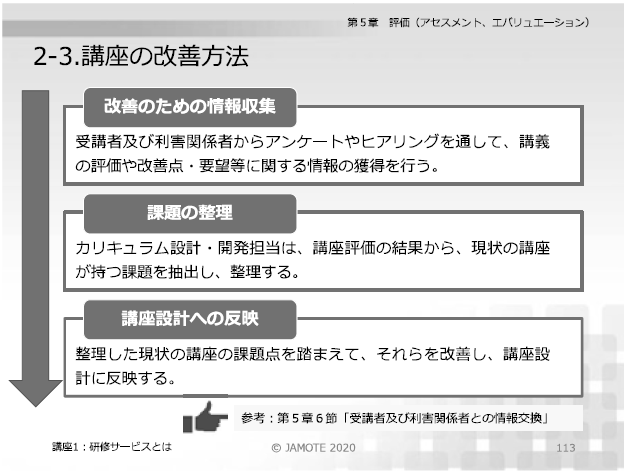 第5章　評価（アセスメント、エバリュエーション）
2-3.講座の改善方法
改善のための情報収集
受講者及び利害関係者からアンケートやヒアリングを通して、講義
の評価や改善点・要望等に関する情報の獲得を行う。
課題の整理
カリキュラム設計・開発担当は、講座評価の結果から、現状の講座
が持つ課題を抽出し、整理する。
講座設計への反映
整理した現状の講座の課題点を踏まえて、それらを改善し、講座設
計に反映する。
参考：第５章６節「受講者及び利害関係者との情報交換」
講座1：研修サービスとは
© JAMOTE 2020
113